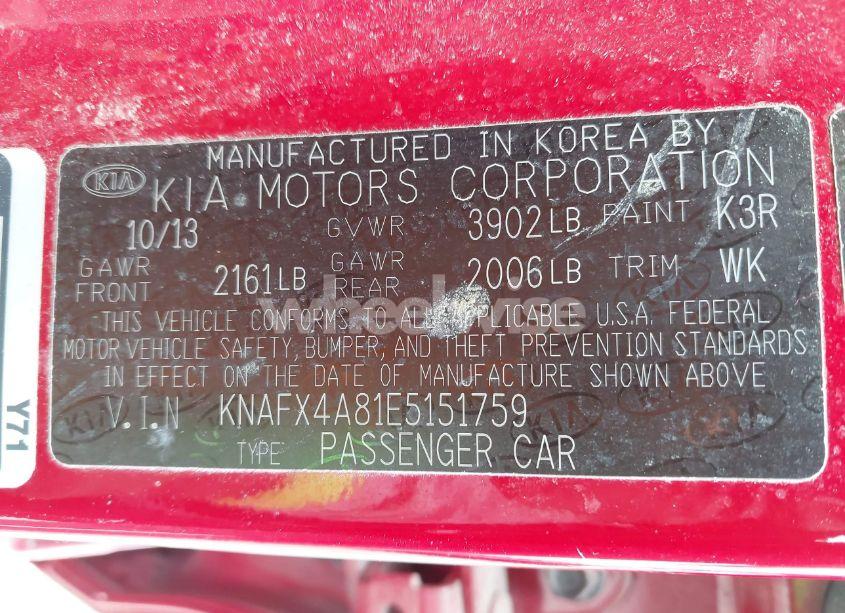 MANUFACTURED IN KOREA BY
KIA KIA MOTORS CORPORATION
10/13 GVWR 3902LB PAINT K3R
GAWR FRONT 2161LB GAWR REAR 2006LB TRIM WK
THIS VEHICLE CONFORMS TO ALL APPLICABLE U.S.A. FEDERAL
MOTOR VEHICLE SAFETY, BUMPER, AND THEFT PREVENTION STANDARDS
IN EFFECT ON THE DATE OF MANUFACTURE SHOWN ABOVE
V.I.N KNAFX4A81E5151759
TYPE PASSENGER CAR
Y71